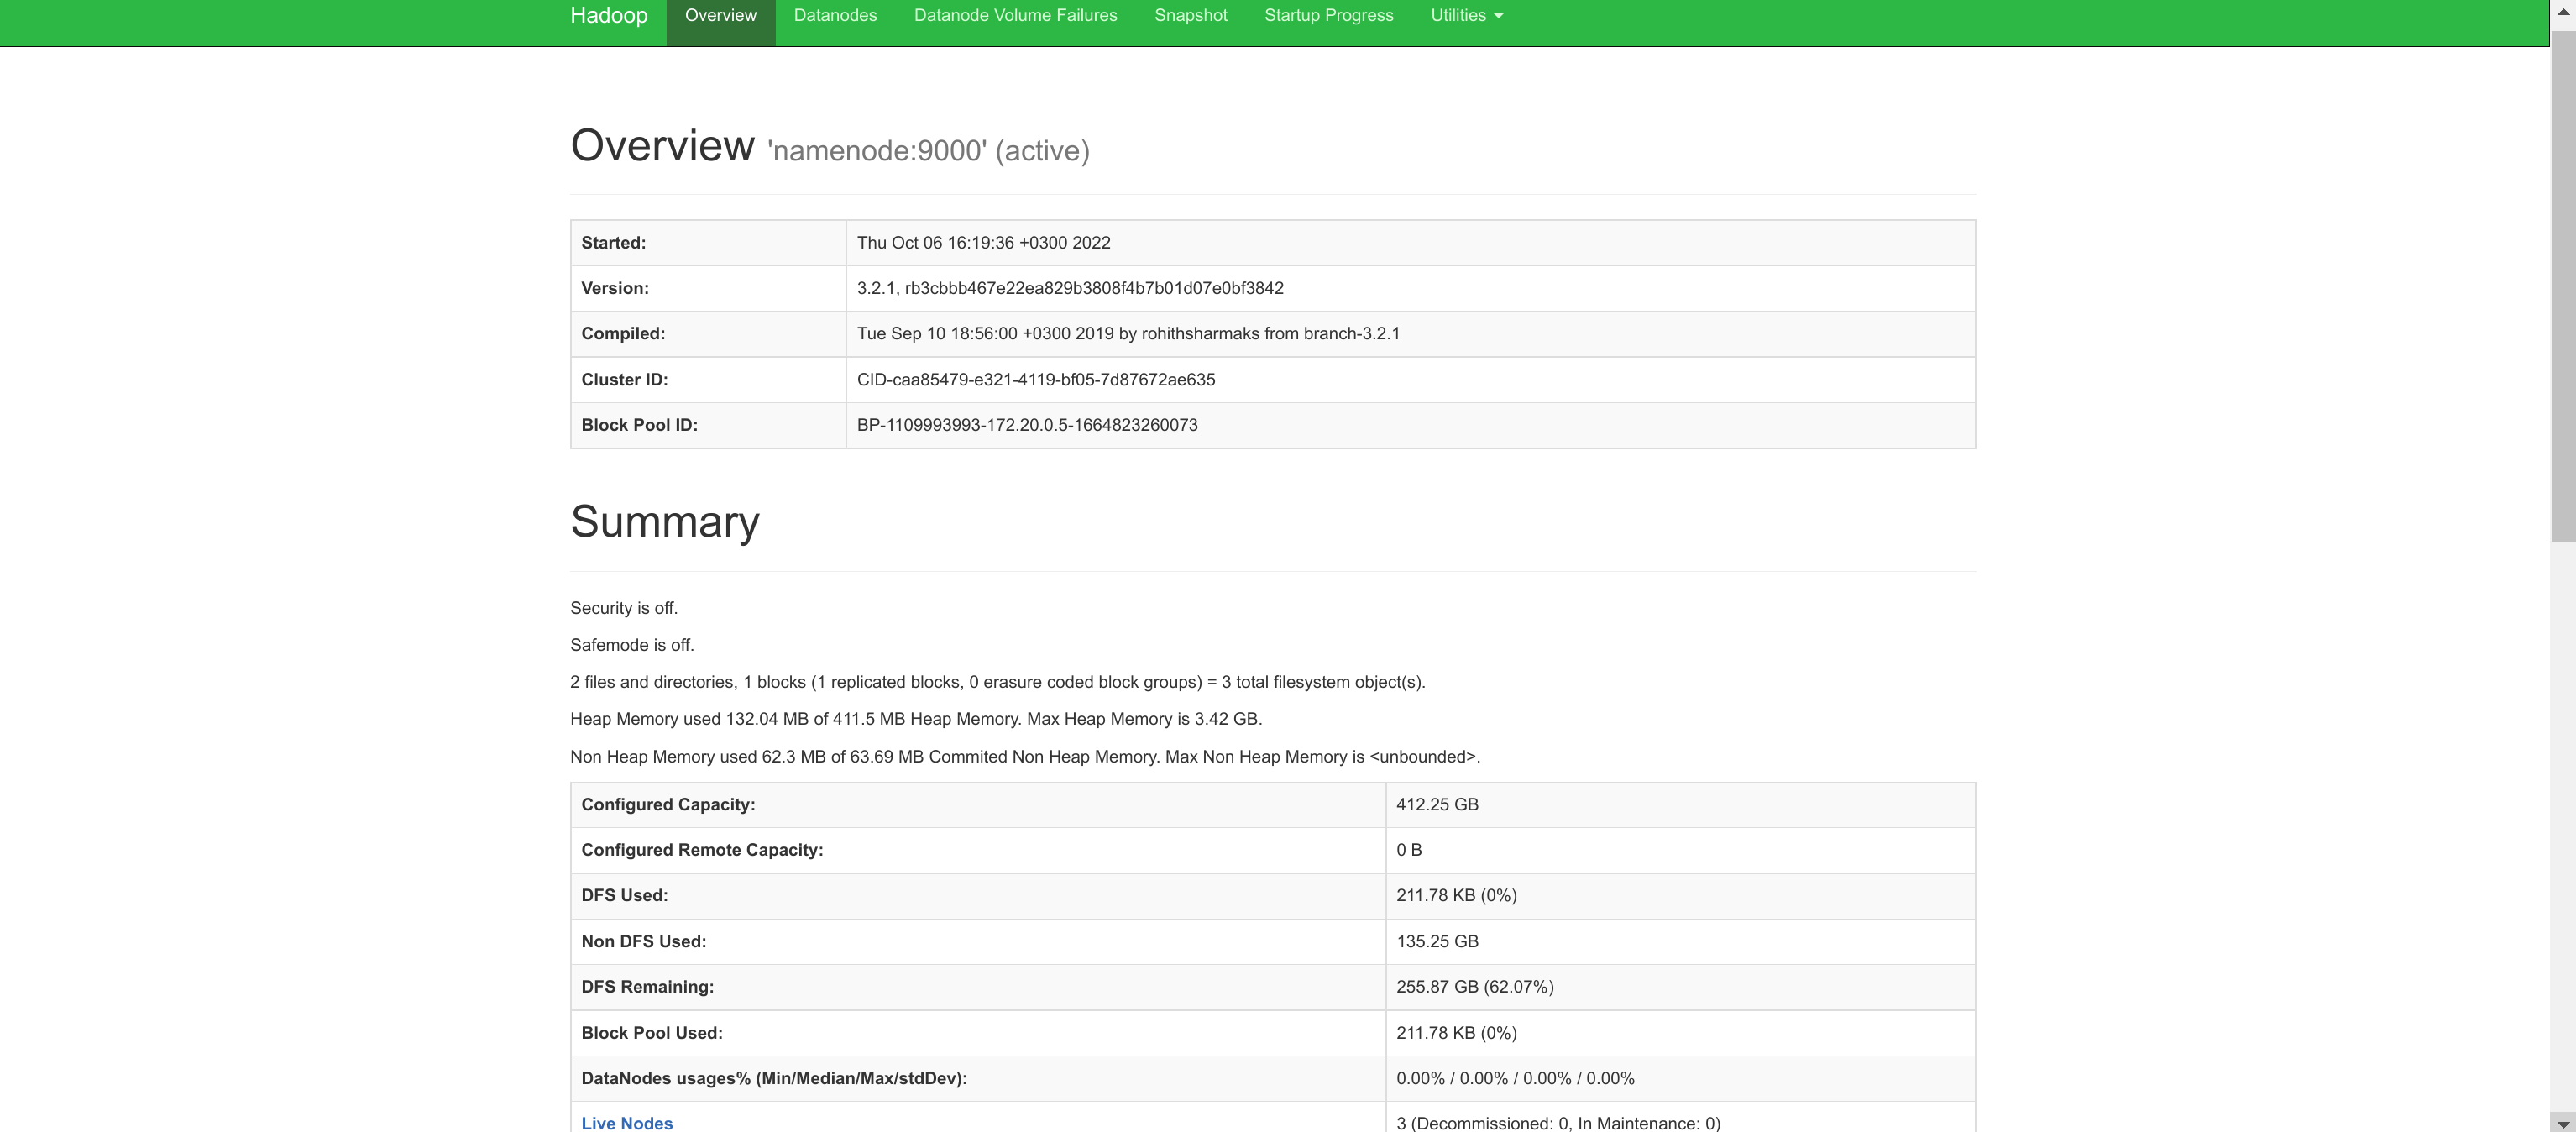 Hadoop Overview Datanodes Datanode Volume Failures Snapshot Startup Progress Utilities
Overview 'namenode:9000' (active)
Started: Thu Oct 06 16:19:36 +0300 2022
Version: 3.2.1, rb3cbbb467e22ea829b3808f4b7b01d07e0bf3842
Compiled: Tue Sep 10 18:56:00 +0300 2019 by rohithsharmaks from branch-3.2.1
Cluster ID: CID-caa85479-e321-4119-bf05-7d87672ae635
Block Pool ID: BP-1109993993-172.20.0.5-1664823260073
Summary
Security is off.
Safemode is off.
2 files and directories, 1 blocks (1 replicated blocks, 0 erasure coded block groups) = 3 total filesystem object(s).
Heap Memory used 132.04 MB of 411.5 MB Heap Memory. Max Heap Memory is 3.42 GB.
Non Heap Memory used 62.3 MB of 63.69 MB Commited Non Heap Memory. Max Non Heap Memory is <unbounded>.
Configured Capacity: 412.25 GB
Configured Remote Capacity: 0 B
DFS Used: 211.78 KB (0%)
Non DFS Used: 135.25 GB
DFS Remaining: 255.87 GB (62.07%)
Block Pool Used: 211.78 KB (0%)
DataNodes usages% (Min/Median/Max/stdDev): 0.00% / 0.00% / 0.00% / 0.00%
Live Nodes 3 (Decommissioned: 0, In Maintenance: 0)